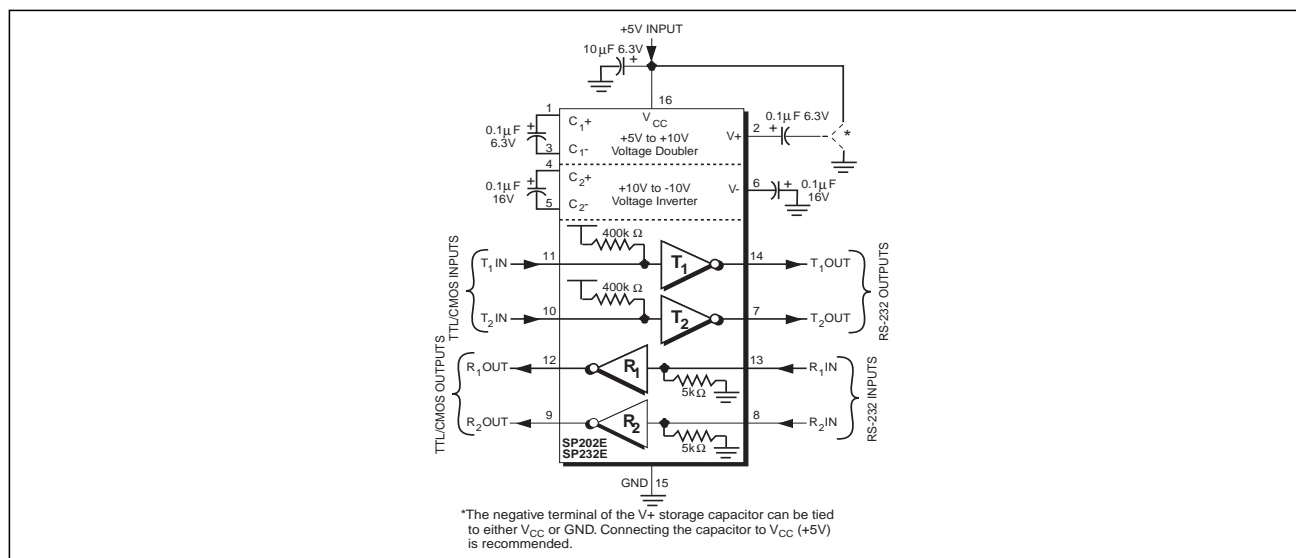 +5V INPUT
10 µF 6.3V
+
16
VCC
1
C1+
+
0.1µF
6.3V
3
C1-
+5V to +10V
Voltage Doubler
V+
2
+
0.1µF 6.3V
*
4
C2+
+
0.1µF
16V
5
C2-
+10V to -10V
Voltage Inverter
V-
6
+
0.1µF
16V
400k Ω
TTL/CMOS INPUTS
T1 IN
11
T1
14
T1OUT
RS-232 OUTPUTS
400k Ω
T2IN
10
T2
7
T2OUT
TTL/CMOS OUTPUTS
R1OUT
12
R1
13
R1IN
RS-232 INPUTS
5kΩ
R2OUT
9
R2
8
R2IN
5kΩ
SP202E
SP232E
GND
15
*The negative terminal of the V+ storage capacitor can be tied
to either VCC or GND. Connecting the capacitor to VCC (+5V)
is recommended.